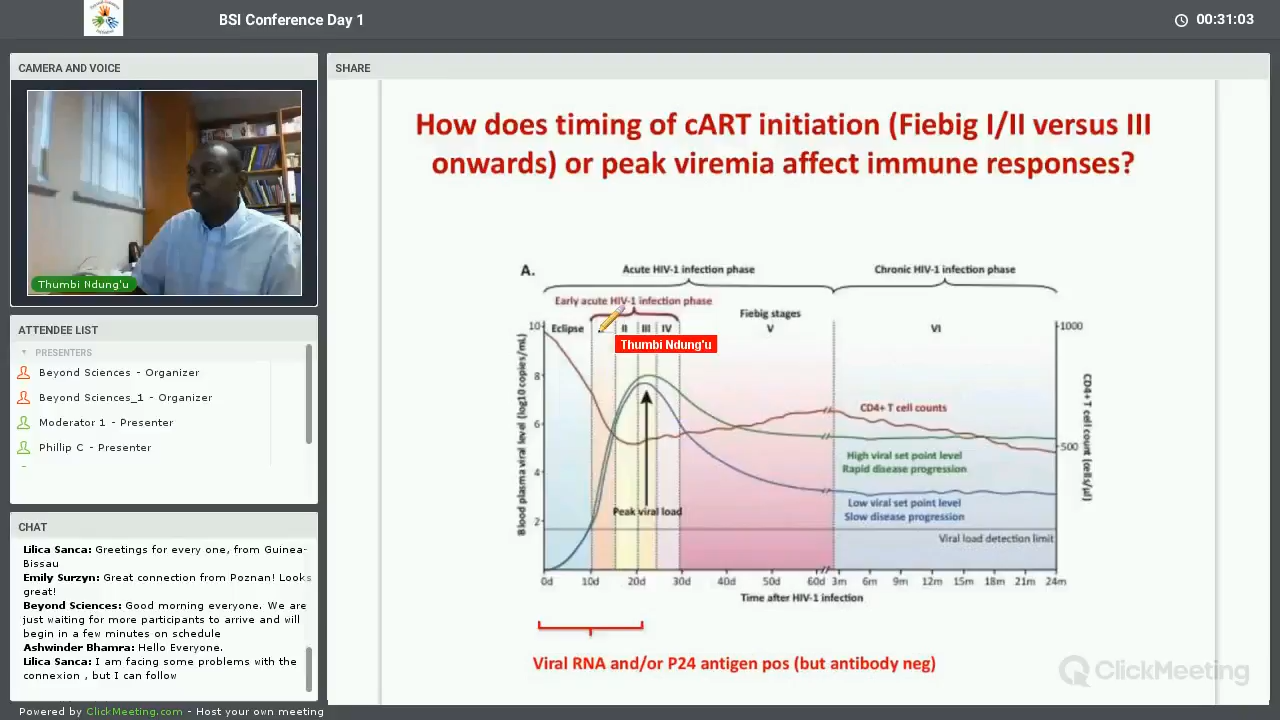 BSI Conference Day 1
00:31:03
CAMERA AND VOICE
Thumbi Ndung'u
ATTENDEE LIST
PRESENTERS
Beyond Sciences - Organizer
Beyond Sciences_1 - Organizer
Moderator 1 - Presenter
Phillip C - Presenter
CHAT
Lilica Sanca: Greetings for every one, from Guinea-
Bissau
Emily Surzyn: Great connection from Poznan! Looks
great!
Beyond Sciences: Good morning everyone. We are
just waiting for more participants to arrive and will
begin in a few minutes on schedule
Ashwinder Bhamra: Hello Everyone.
Lilica Sanca: I am facing some problems with the
connexion , but I can follow
Powered by ClickMeeting.com - Host your own meeting
SHARE
How does timing of cART initiation (Fiebig I/II versus III
onwards) or peak viremia affect immune responses?
A.
Acute HIV-1 infection phase
Chronic HIV-1 infection phase
Early acute HIV-1 infection phase
Fiebig stages
Eclipse
II
III
IV
V
VI
Thumbi Ndung'u
Blood plasma viral level (log10 copies/mL)
10
8
6
4
2
1000
500
CD4+ T cell count (cells/µl)
CD4+ T cell counts
High viral set point level
Rapid disease progression
Low viral set point level
Slow disease progression
Peak viral load
Viral load detection limit
0d 10d 20d 30d 40d 50d 60d 3m 6m 9m 12m 15m 18m 21m 24m
Time after HIV-1 infection
Viral RNA and/or P24 antigen pos (but antibody neg)
ClickMeeting